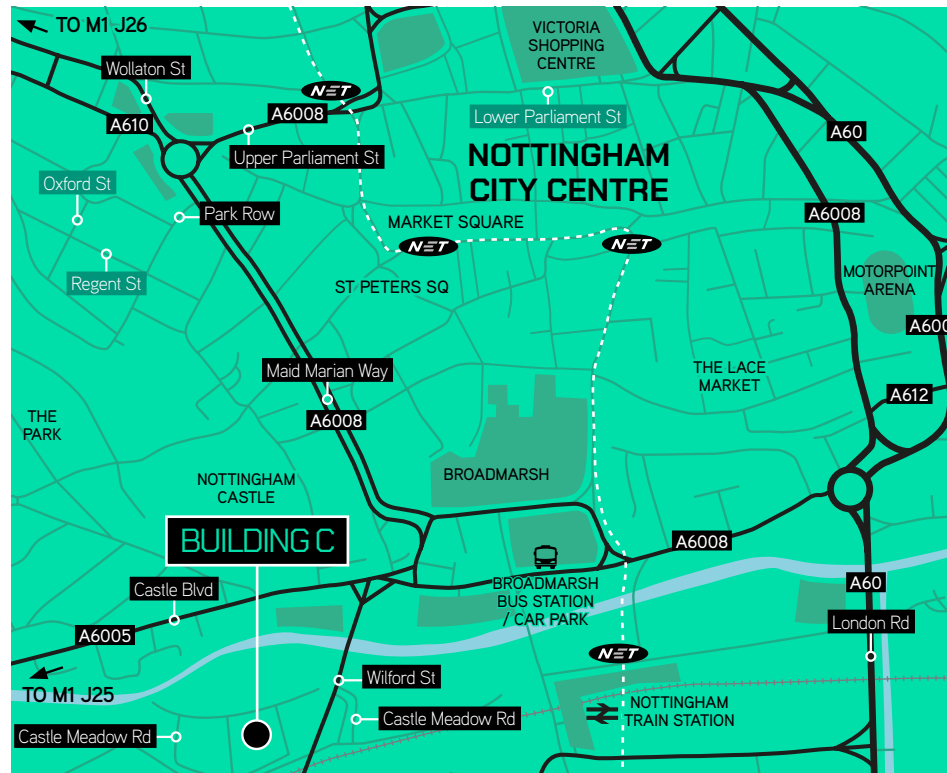 TO M1 J26
VICTORIA
SHOPPING
CENTRE
Wollaton St
NET
A610
A6008
Lower Parliament St
A60
Upper Parliament St
NOTTINGHAM
CITY CENTRE
Oxford St
Park Row
MARKET SQUARE
A6008
NET
NET
Regent St
ST PETERS SQ
MOTORPOINT
ARENA
A600
Maid Marian Way
THE LACE
MARKET
A612
THE
PARK
A6008
BROADMARSH
NOTTINGHAM
CASTLE
BUILDING C
A6008
Castle Blvd
BROADMARSH
BUS STATION
/ CAR PARK
A60
A6005
London Rd
NET
TO M1 J25
Wilford St
NOTTINGHAM
TRAIN STATION
Castle Meadow Rd
Castle Meadow Rd